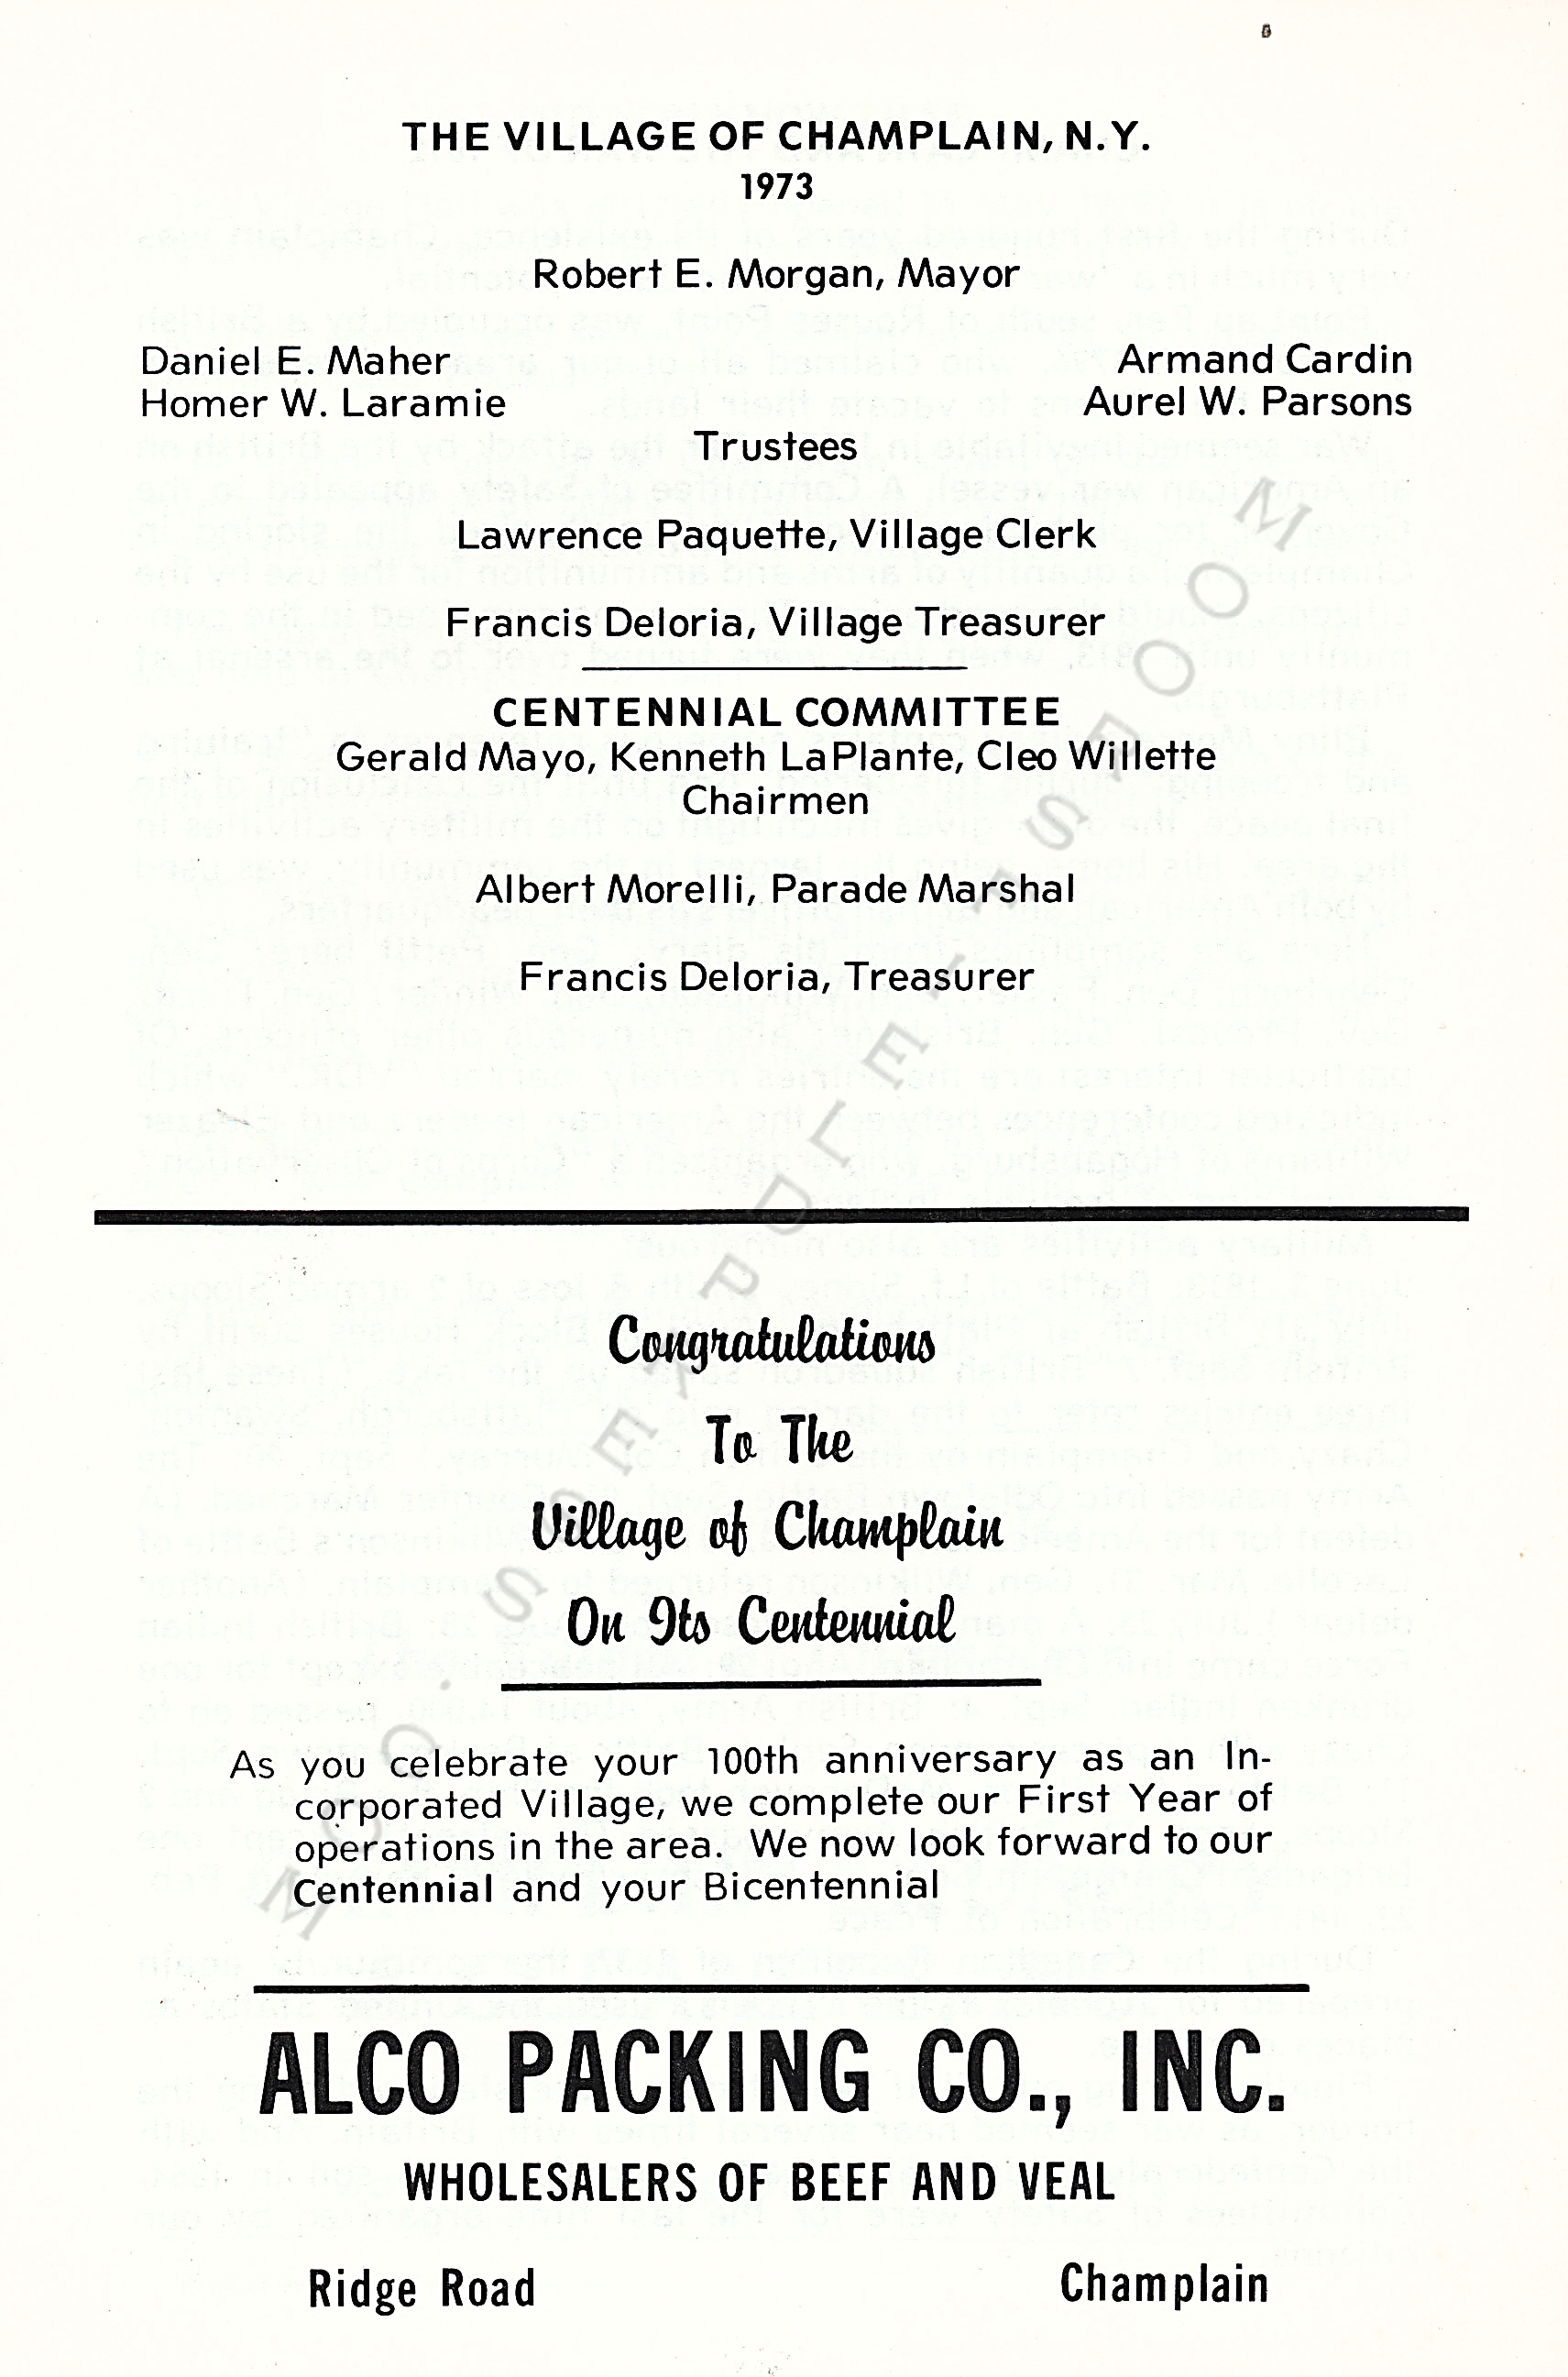 THE VILLAGE OF CHAMPLAIN, N.Y.
1973
Robert E. Morgan, Mayor
Daniel E. Maher Armand Cardin
Homer W. Laramie Aurel W. Parsons
Trustees
Lawrence Paquette, Village Clerk
Francis Deloria, Village Treasurer
CENTENNIAL COMMITTEE
Gerald Mayo, Kenneth LaPlante, Cleo Willette
Chairmen
Albert Morelli, Parade Marshal
Francis Deloria, Treasurer
Congratulations
To The
Village of Champlain
On Its Centennial
As you celebrate your 100th anniversary as an In-
corporated Village, we complete our First Year of
operations in the area. We now look forward to our
Centennial and your Bicentennial
ALCO PACKING CO., INC.
WHOLESALERS OF BEEF AND VEAL
Ridge Road Champlain
MOORSFIELDPRESS.COM